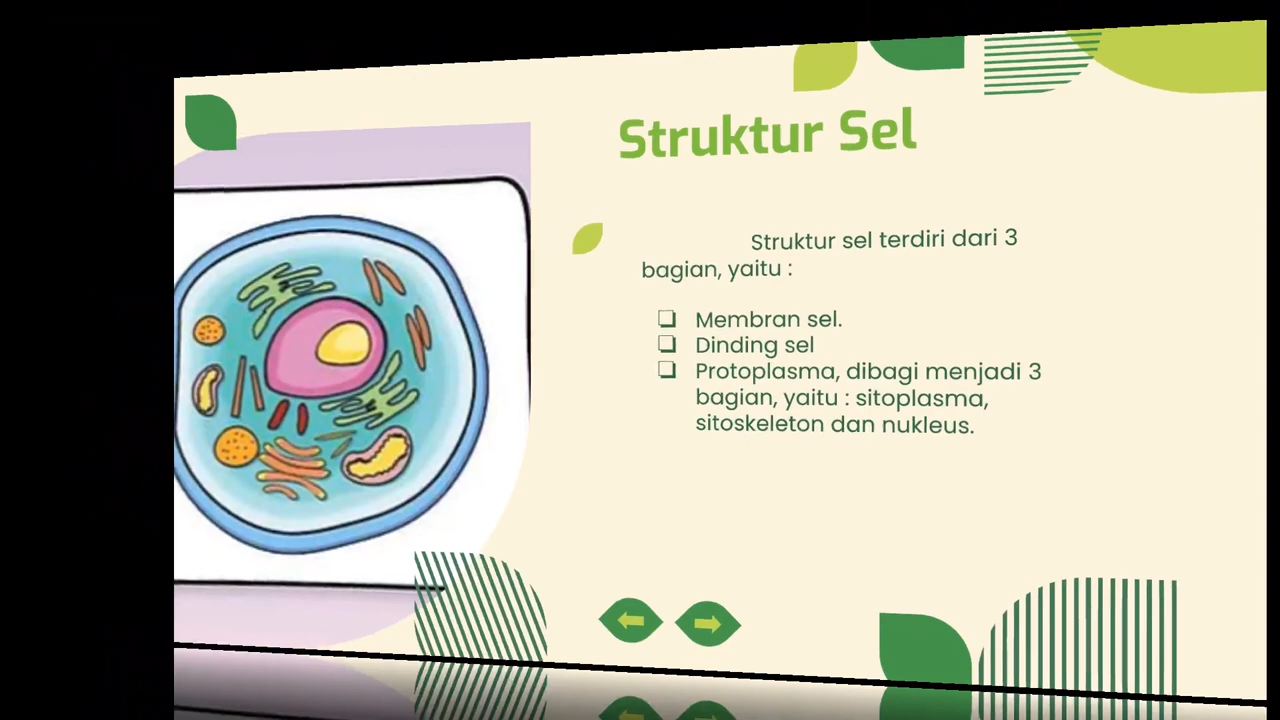 Struktur Sel
Struktur sel terdiri dari 3
bagian, yaitu :
❑ Membran sel.
❑ Dinding sel
❑ Protoplasma, dibagi menjadi 3
bagian, yaitu : sitoplasma,
sitoskeleton dan nukleus.